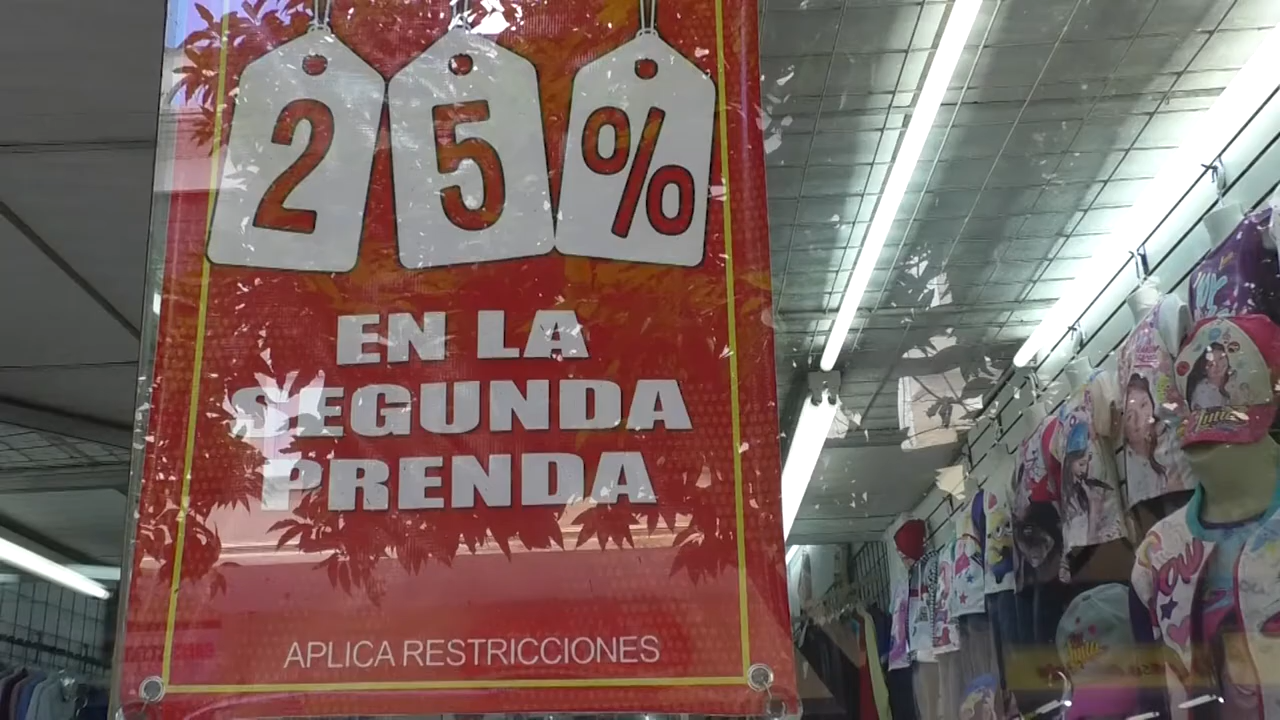 25%
EN LA
SEGUNDA
PRENDA
APLICA RESTRICCIONES